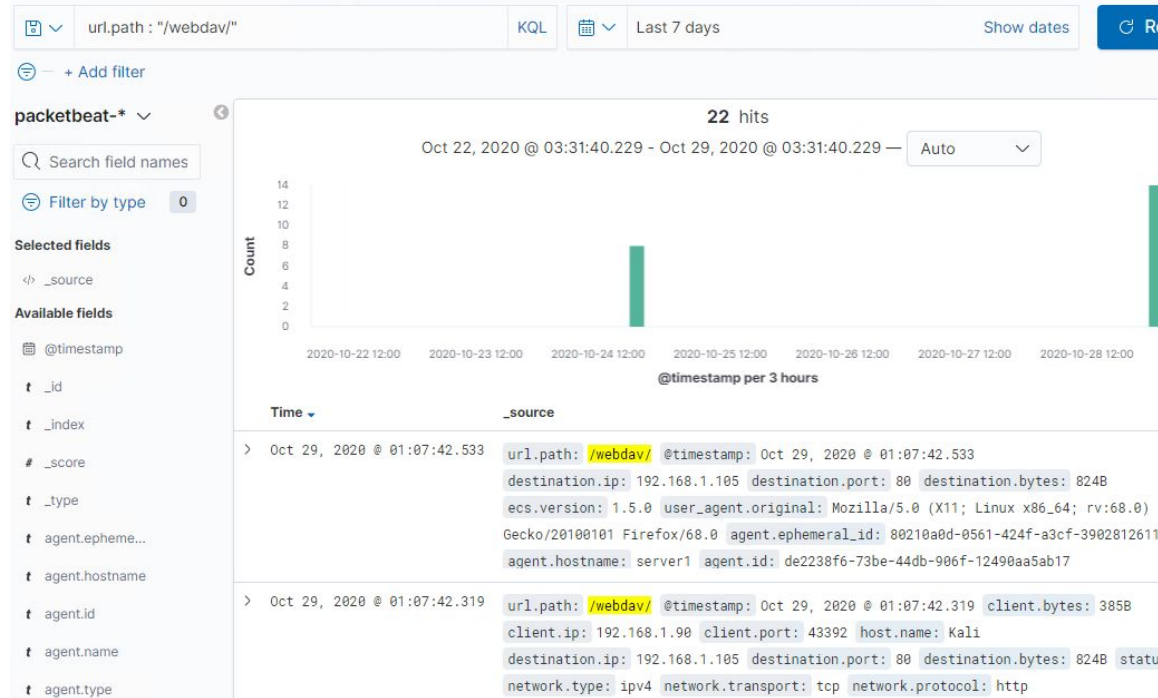 url.path : "/webdav/" KQL Last 7 days Show dates
+ Add filter
packetbeat-*
Search field names
Filter by type 0
Selected fields
</> _source
Available fields
@timestamp
t _id
t _index
# _score
t _type
t agent.epheme...
t agent.hostname
t agent.id
t agent.name
t agent.type
22 hits
Oct 22, 2020 @ 03:31:40.229 - Oct 29, 2020 @ 03:31:40.229 — Auto
Count
14
12
10
8
6
4
2
0
2020-10-22 12:00 2020-10-23 12:00 2020-10-24 12:00 2020-10-25 12:00 2020-10-26 12:00 2020-10-27 12:00 2020-10-28 12:00
@timestamp per 3 hours
Time _source
> Oct 29, 2020 @ 01:07:42.533 url.path: /webdav/ @timestamp: Oct 29, 2020 @ 01:07:42.533
destination.ip: 192.168.1.105 destination.port: 80 destination.bytes: 824B
ecs.version: 1.5.0 user_agent.original: Mozilla/5.0 (X11; Linux x86_64; rv:68.0)
Gecko/20100101 Firefox/68.0 agent.ephemeral_id: 80210a0d-0561-424f-a3cf-3902812611
agent.hostname: server1 agent.id: de2238f6-73be-44db-906f-12490aa5ab17
> Oct 29, 2020 @ 01:07:42.319 url.path: /webdav/ @timestamp: Oct 29, 2020 @ 01:07:42.319 client.bytes: 385B
client.ip: 192.168.1.90 client.port: 43392 host.name: Kali
destination.ip: 192.168.1.105 destination.port: 80 destination.bytes: 824B statu
network.type: ipv4 network.transport: tcp network.protocol: http